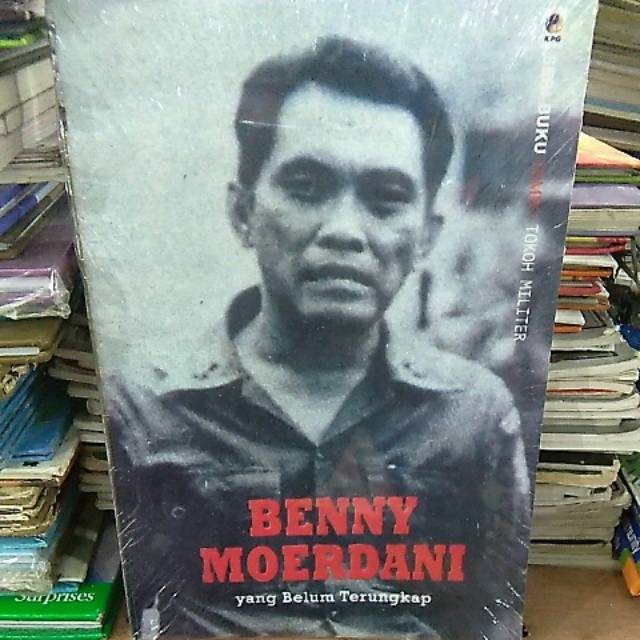 KPG
BUKU
TOKOH MILITER
BENNY
MOERDANI
yang Belum Terungkap
Surprises